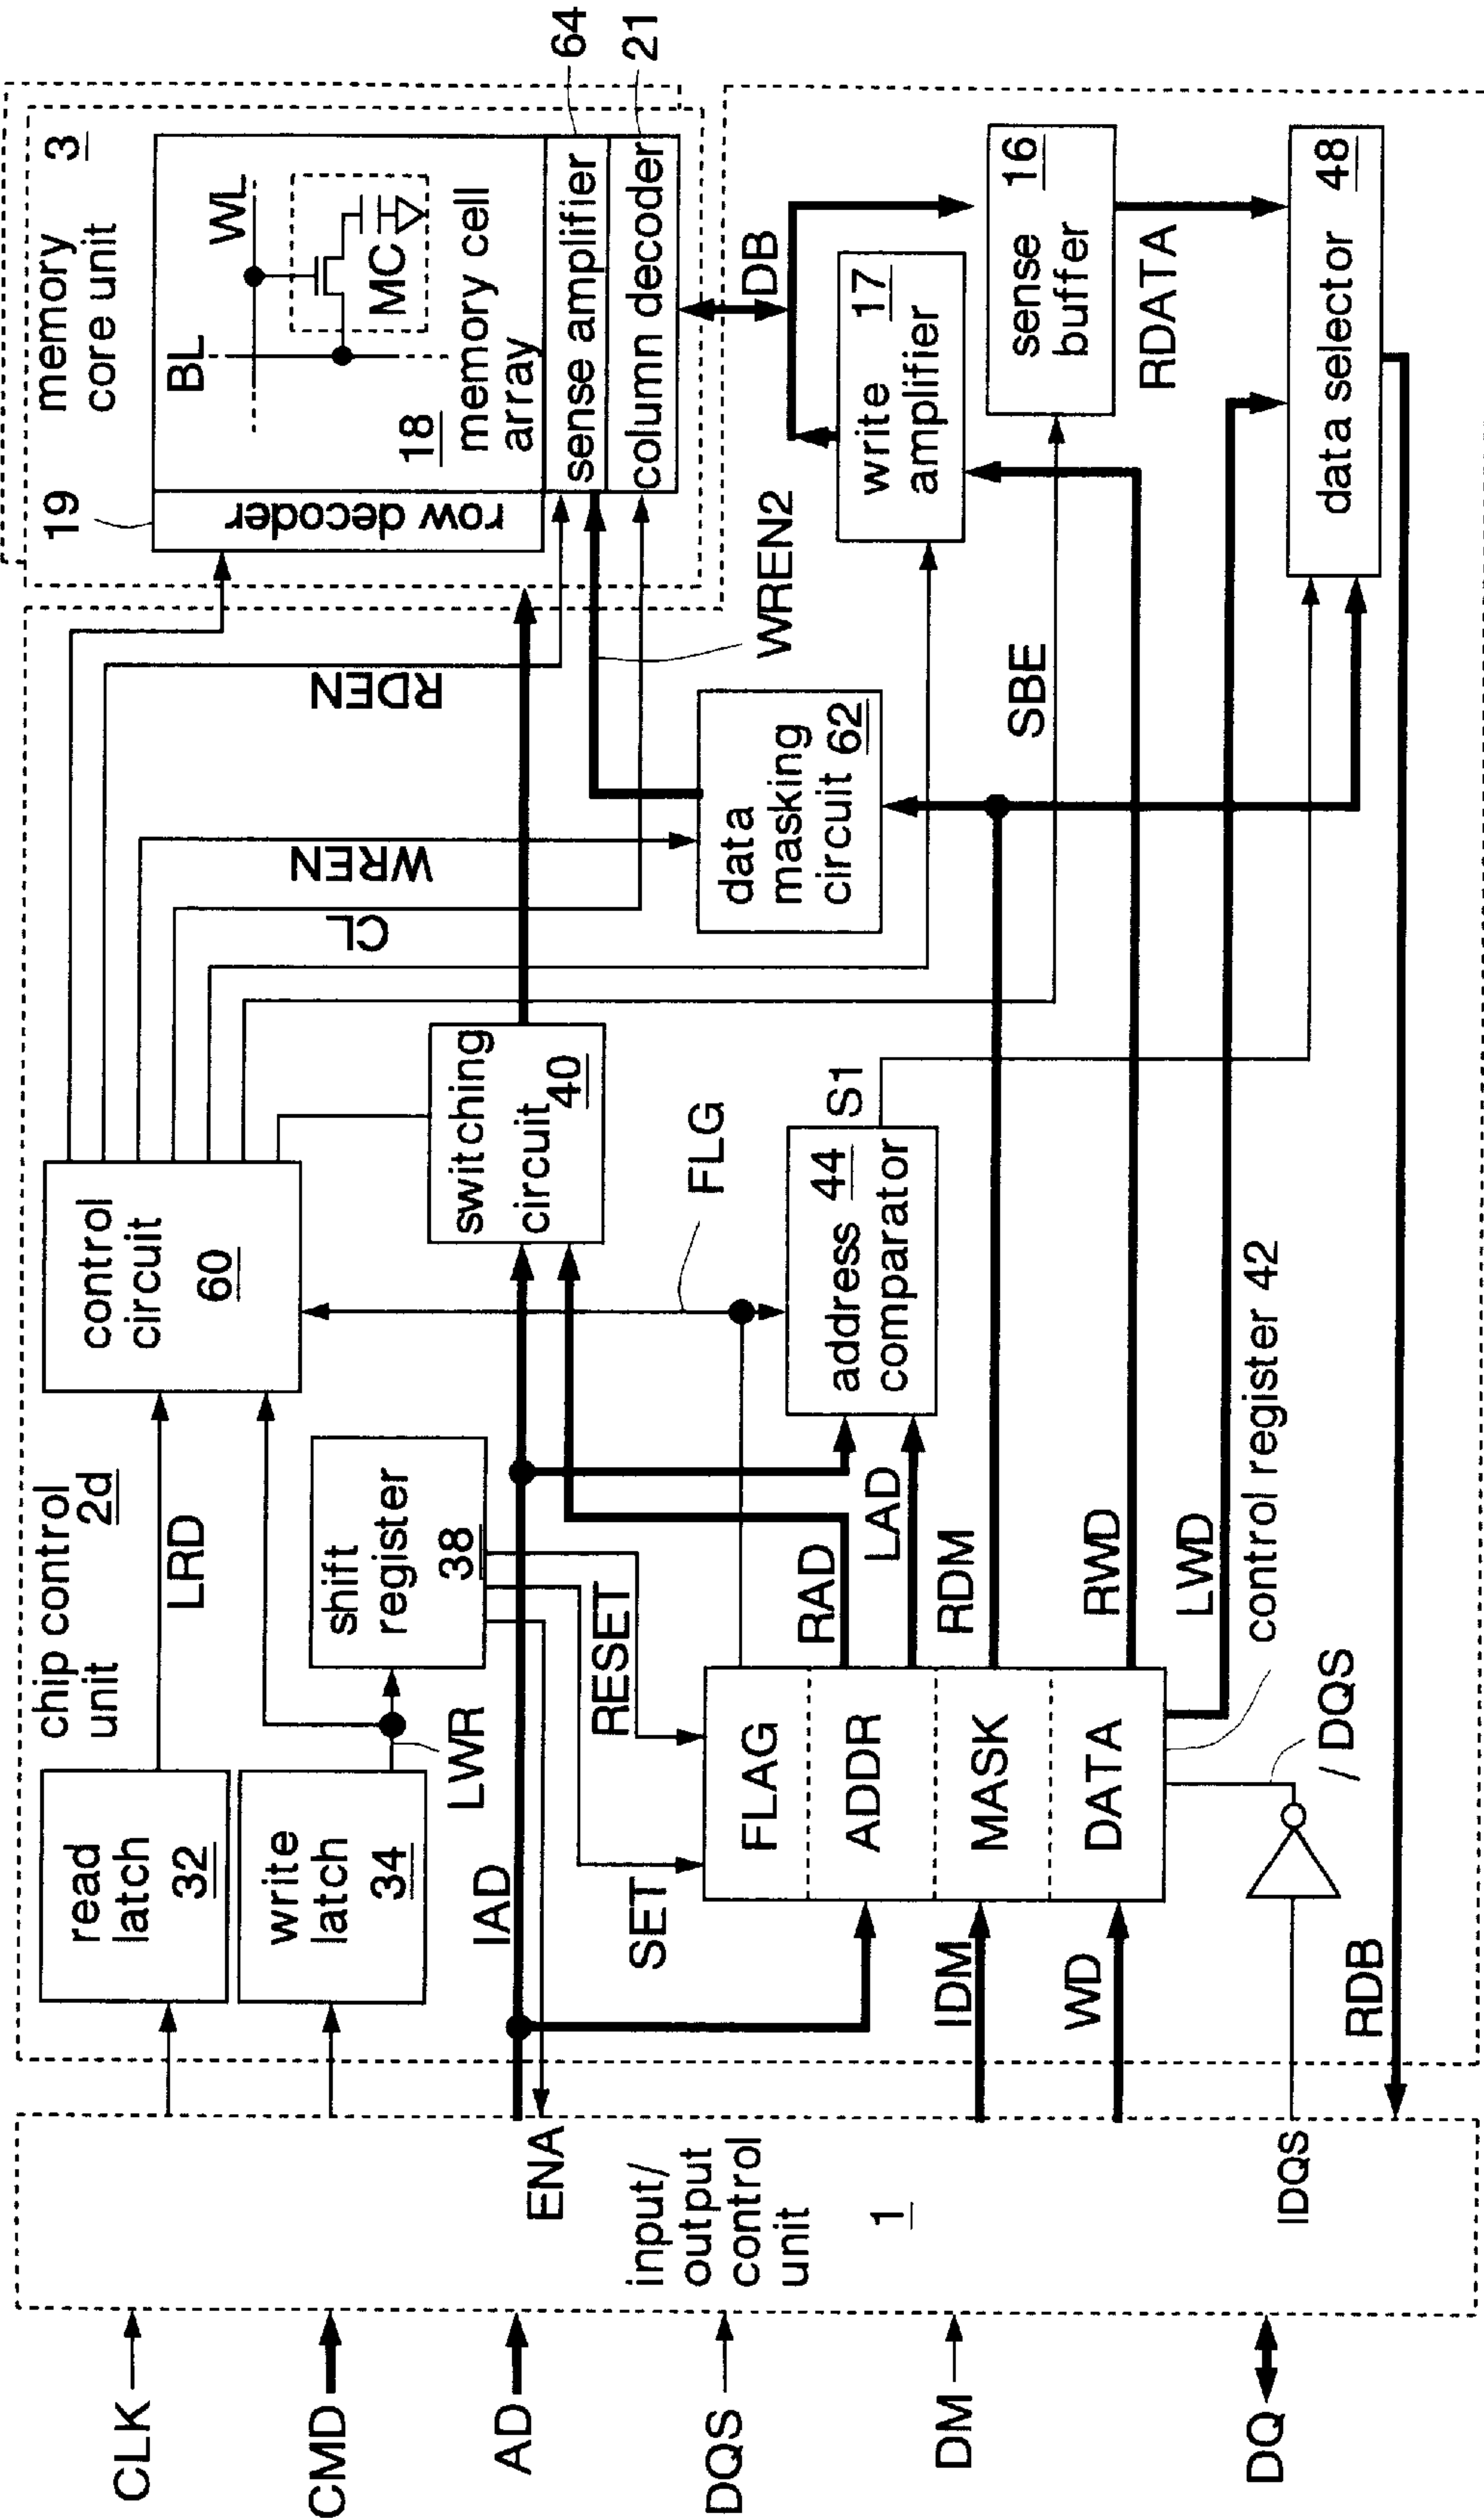 CLK
CMD
AD
DQS
DM
DQ
input/
output
control
unit
1
ENA
IDQS
chip control
unit
2d
read
latch
32
write
latch
34
LRD
LWR
IAD
shift
register
38
RESET
SET
control
circuit
60
FLAG
ADDR
MASK
DATA
IDM
WD
RDB
/DQS
control register 42
RAD
LAD
RDM
RWD
LWD
FLG
switching
circuit
40
address 44
comparator
S1
RDEN
WREN
CL
data
masking
circuit 62
WREN2
SBE
memory
core unit
3
19
row decoder
BL
WL
MC
18
memory cell
array
sense amplifier
column decoder
64
21
DB
write 17
amplifier
sense 16
buffer
RDATA
data selector 48